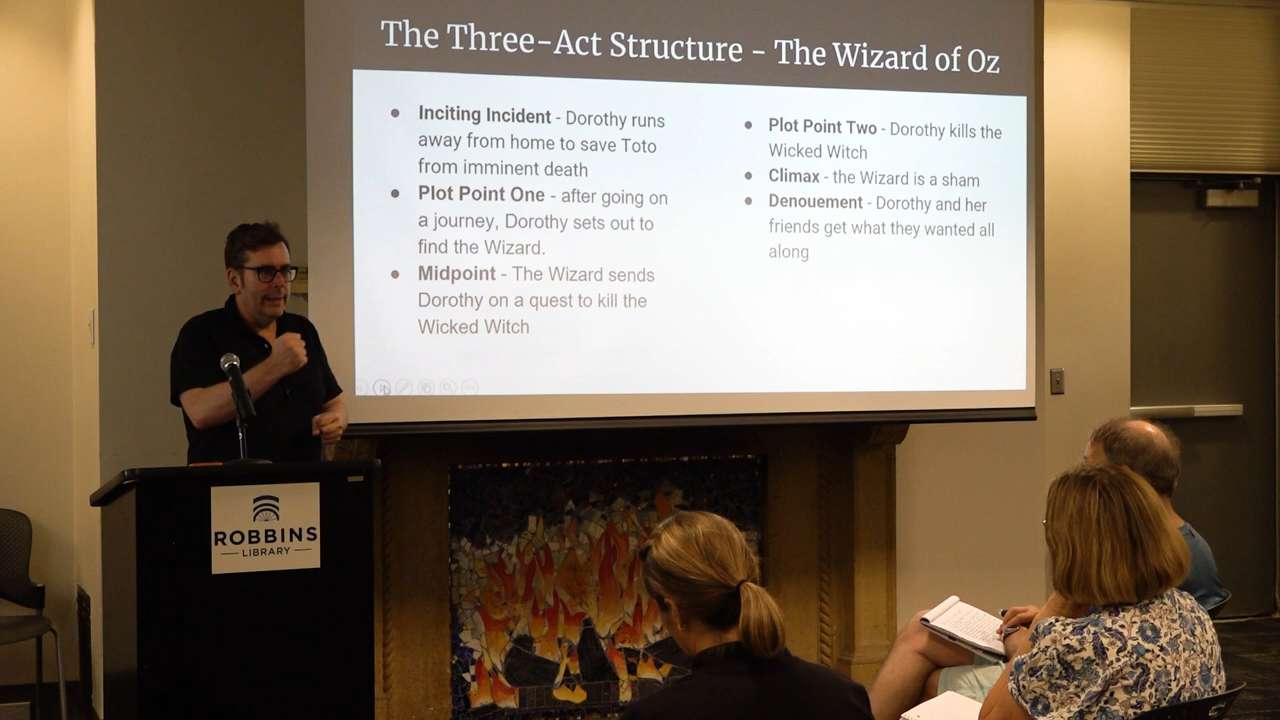 The Three-Act Structure - The Wizard of Oz
● Inciting Incident - Dorothy runs
away from home to save Toto
from imminent death
● Plot Point One - after going on
a journey, Dorothy sets out to
find the Wizard.
● Midpoint - The Wizard sends
Dorothy on a quest to kill the
Wicked Witch
● Plot Point Two - Dorothy kills the
Wicked Witch
● Climax - the Wizard is a sham
● Denouement - Dorothy and her
friends get what they wanted all
along
ROBBINS
LIBRARY